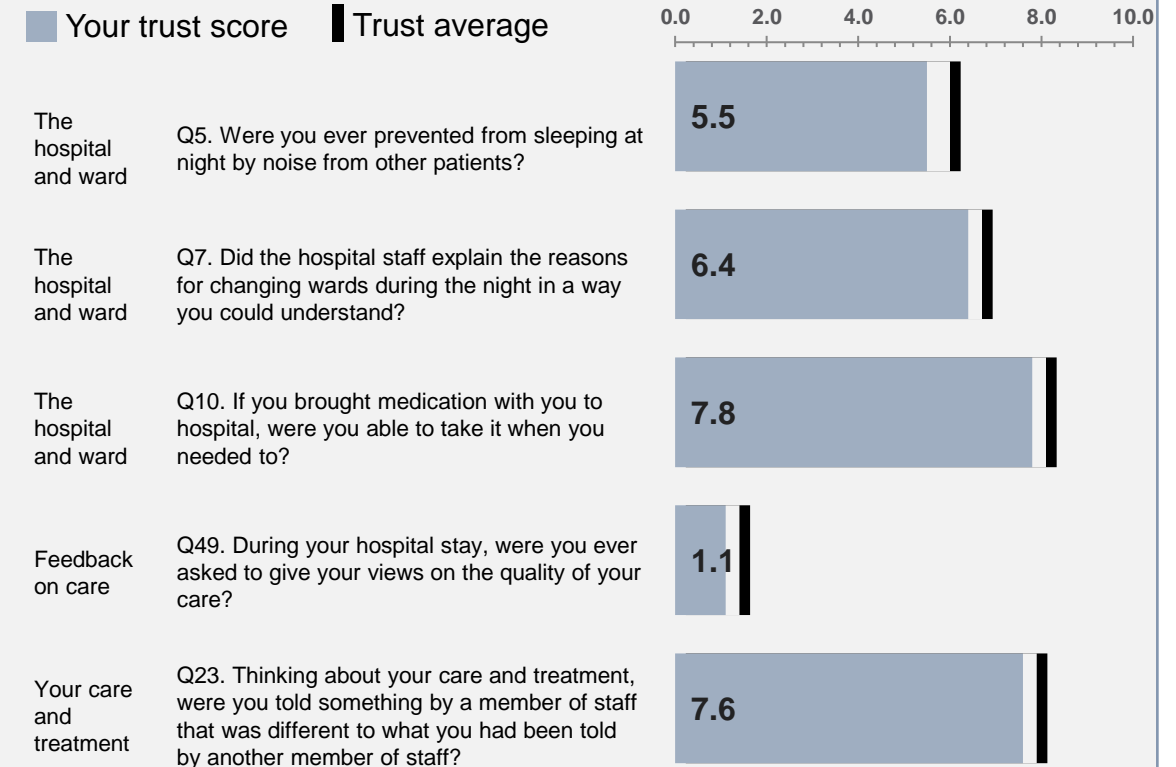 Your trust score
Trust average
0.0 2.0 4.0 6.0 8.0 10.0
The
hospital
and ward
Q5. Were you ever prevented from sleeping at
night by noise from other patients?
5.5
The
hospital
and ward
Q7. Did the hospital staff explain the reasons
for changing wards during the night in a way
you could understand?
6.4
The
hospital
and ward
Q10. If you brought medication with you to
hospital, were you able to take it when you
needed to?
7.8
Feedback
on care
Q49. During your hospital stay, were you ever
asked to give your views on the quality of your
care?
1.1
Your care
and
treatment
Q23. Thinking about your care and treatment,
were you told something by a member of staff
that was different to what you had been told
by another member of staff?
7.6